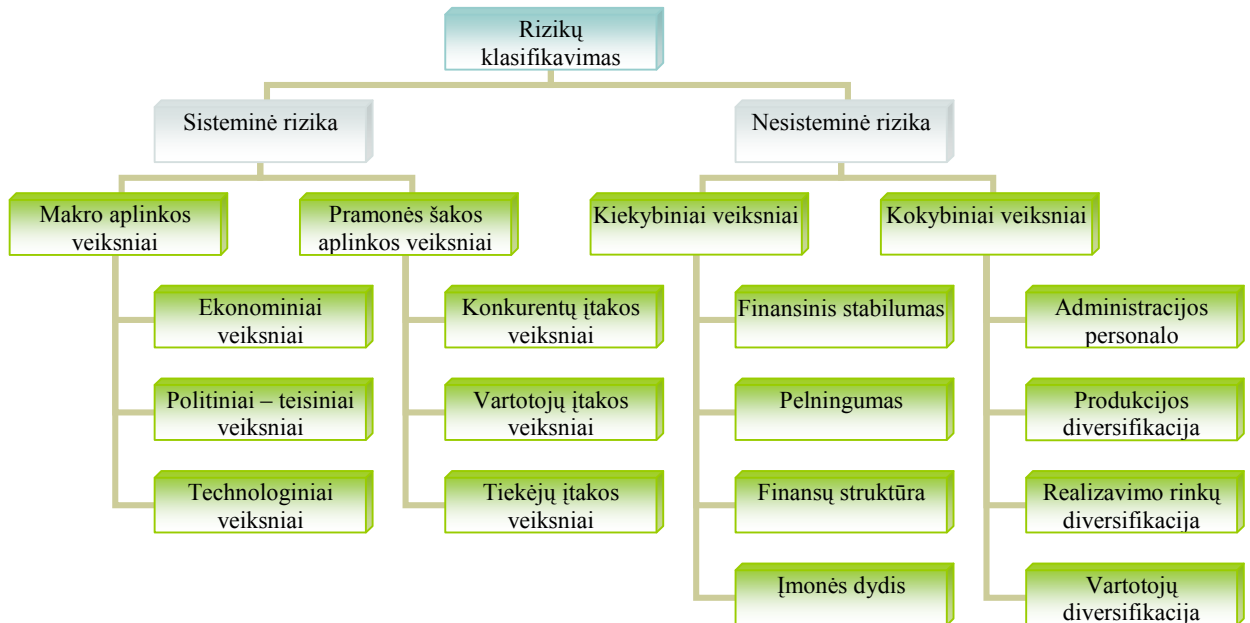 Rizikų
klasifikavimas
Sisteminė rizika
Nesisteminė rizika
Makro aplinkos
veiksniai
Pramonės šakos
aplinkos veiksniai
Kiekybiniai veiksniai
Kokybiniai veiksniai
Ekonominiai
veiksniai
Konkurentų įtakos
veiksniai
Finansinis stabilumas
Administracijos
personalo
Politiniai – teisiniai
veiksniai
Vartotojų įtakos
veiksniai
Pelningumas
Produkcijos
diversifikacija
Technologiniai
veiksniai
Tiekėjų įtakos
veiksniai
Finansų struktūra
Realizavimo rinkų
diversifikacija
Įmonės dydis
Vartotojų
diversifikacija